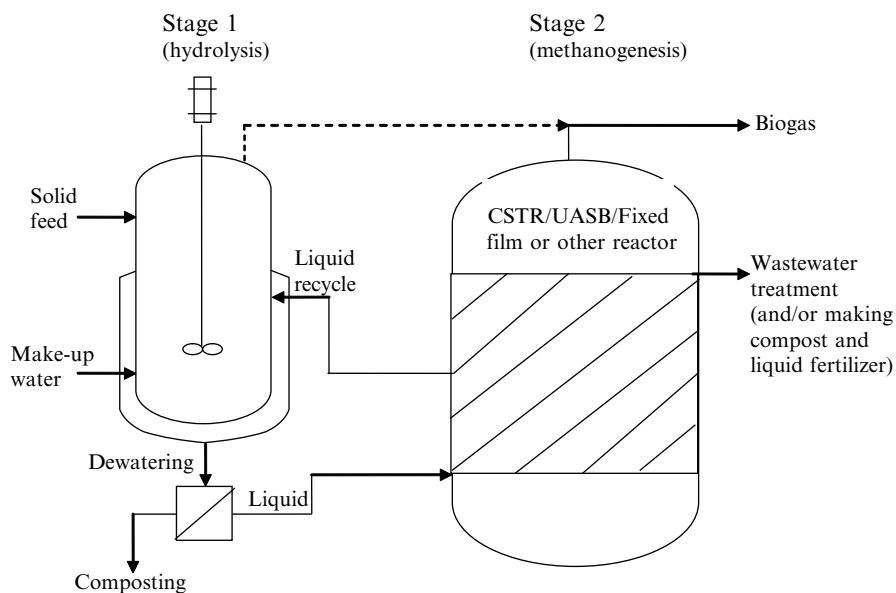 Stage 1
(hydrolysis)
Stage 2
(methanogenesis)
Biogas
Solid
feed
CSTR/UASB/Fixed
film or other reactor
Liquid
recycle
Wastewater
treatment
(and/or making
compost and
liquid fertilizer)
Make-up
water
Dewatering
Liquid
Composting